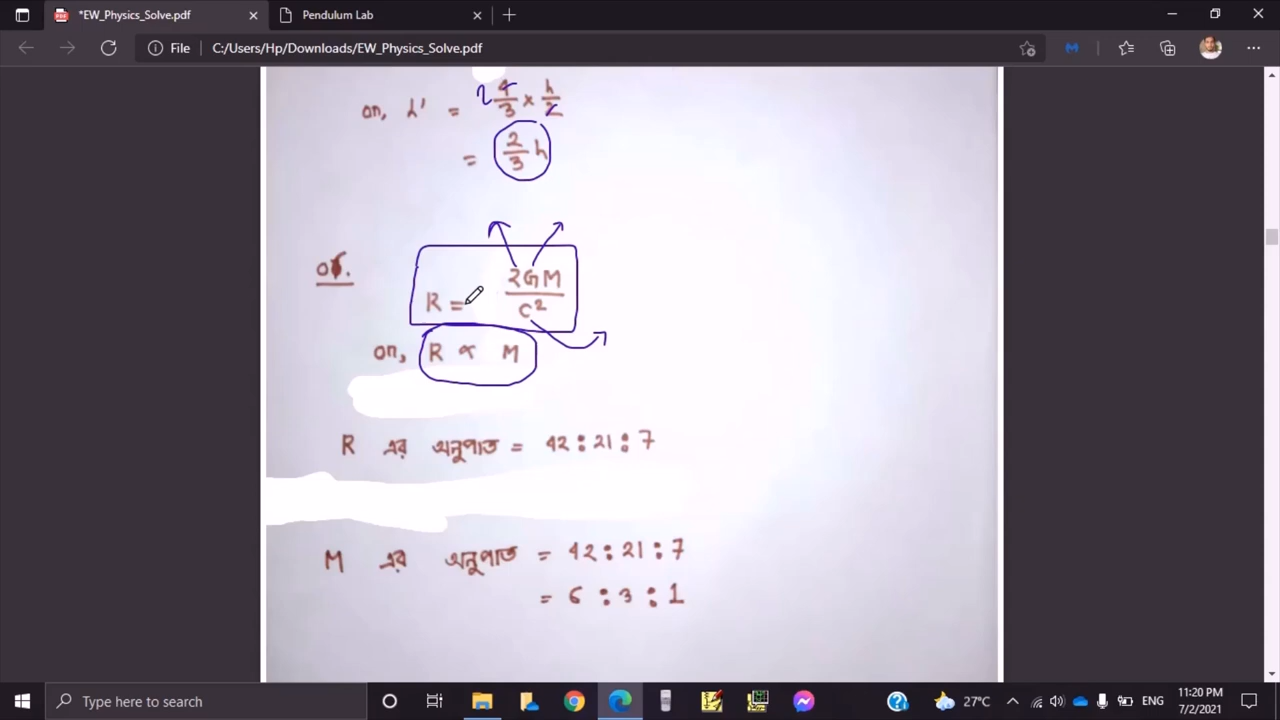 *EW_Physics_Solve.pdf
Pendulum Lab
File C:/Users/Hp/Downloads/EW_Physics_Solve.pdf
or, h' = 2 4/3 × h/2
= 2/3 h
R = 2GM/c²
or, R ∝ M
R এর অনুপাত = 42 : 21 : 7
M এর অনুপাত = 42 : 21 : 7
= 6 : 3 : 1
Type here to search
27°C
ENG
11:20 PM
7/2/2021